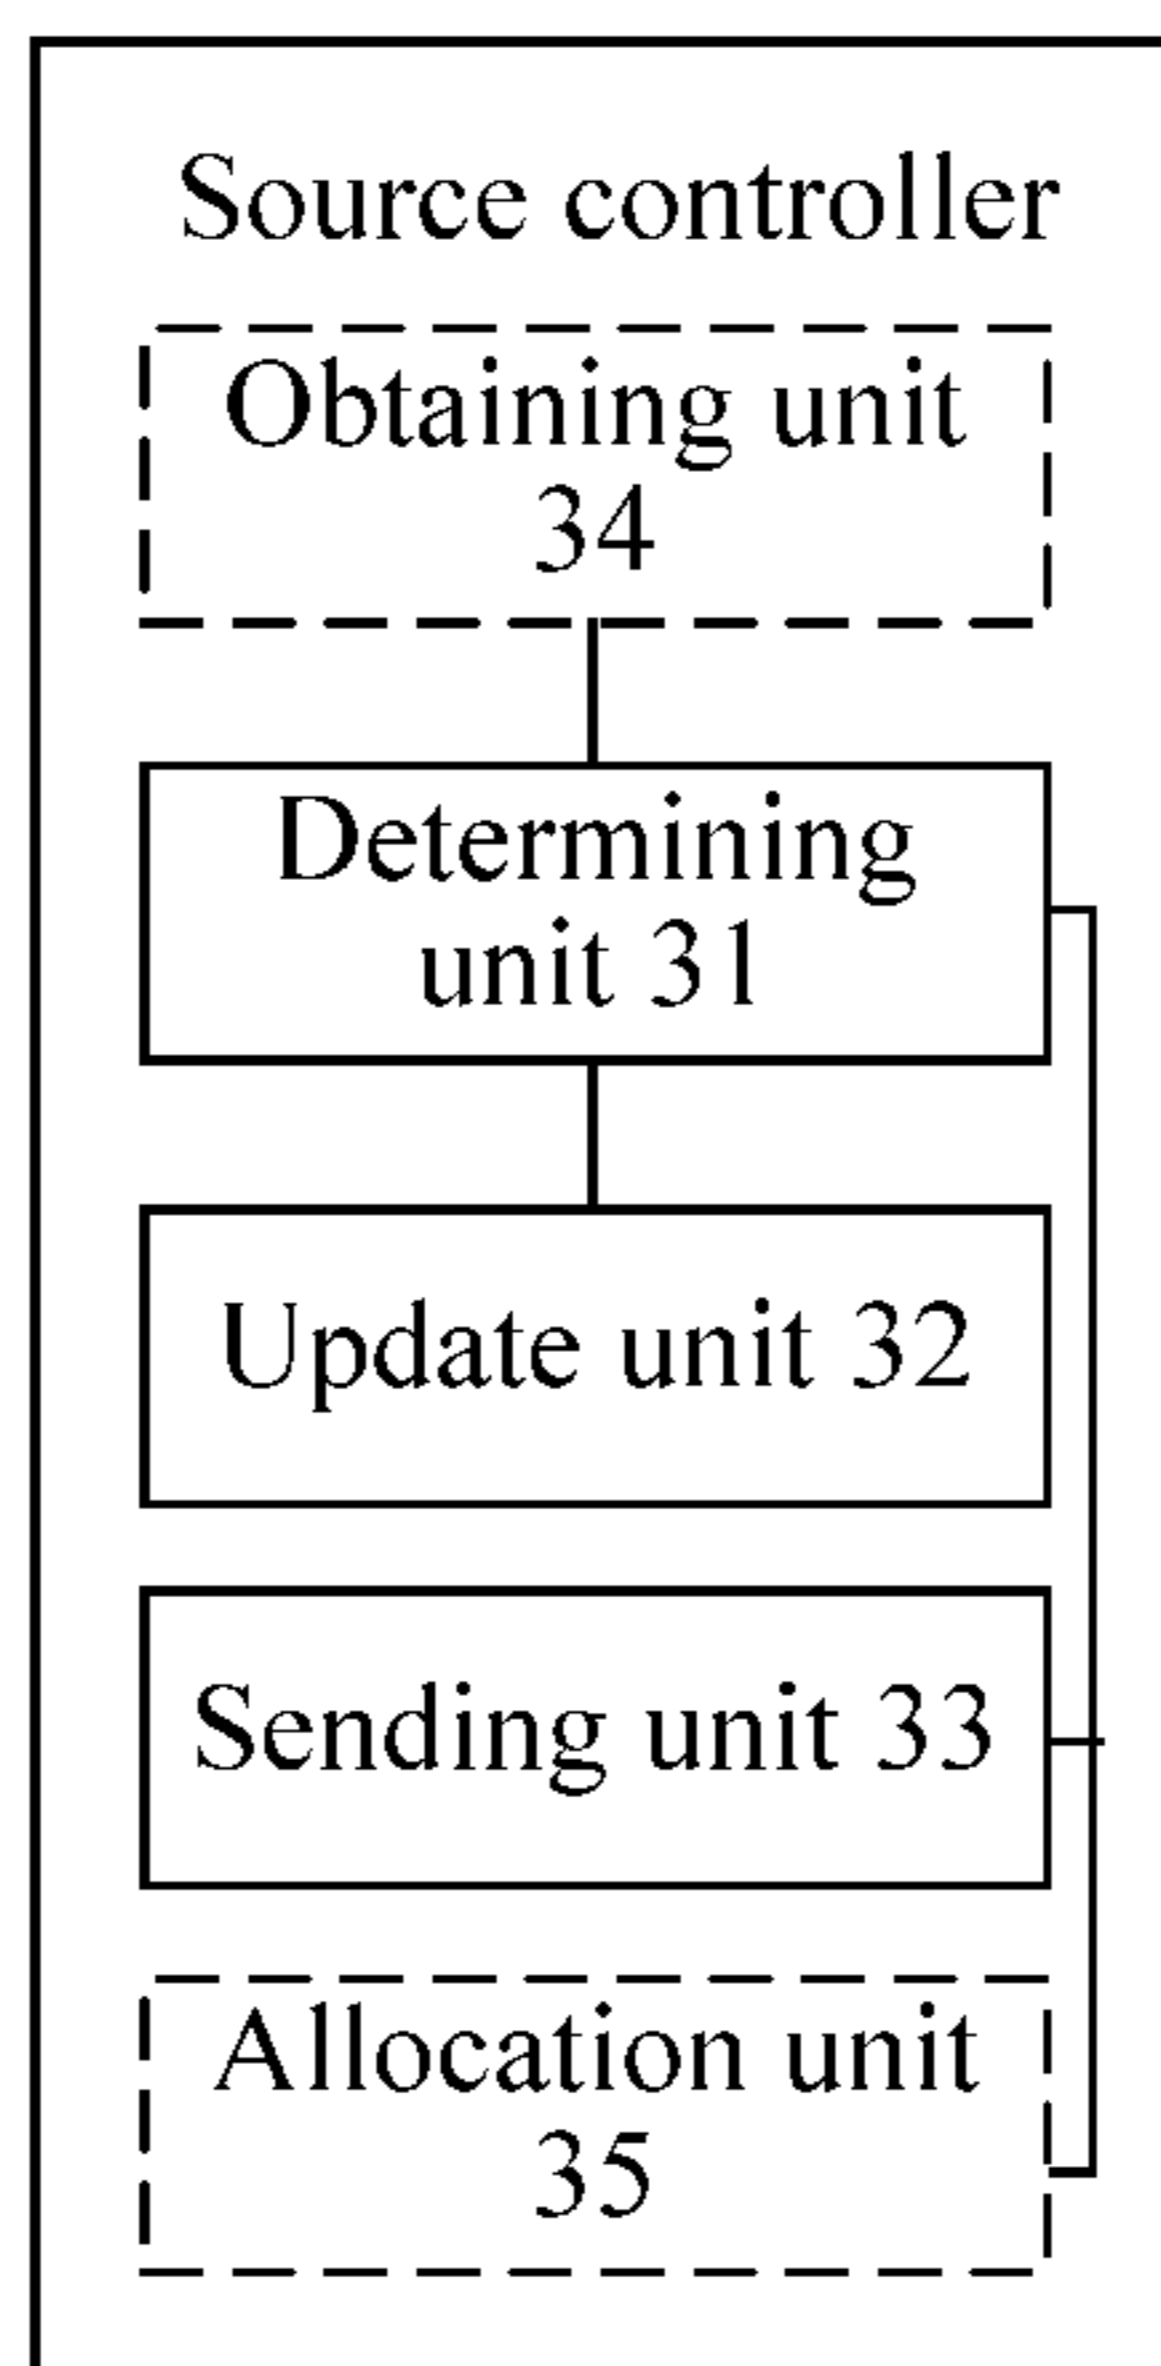 Source controller
Obtaining unit
34
Determining
unit 31
Update unit 32
Sending unit 33
Allocation unit
35